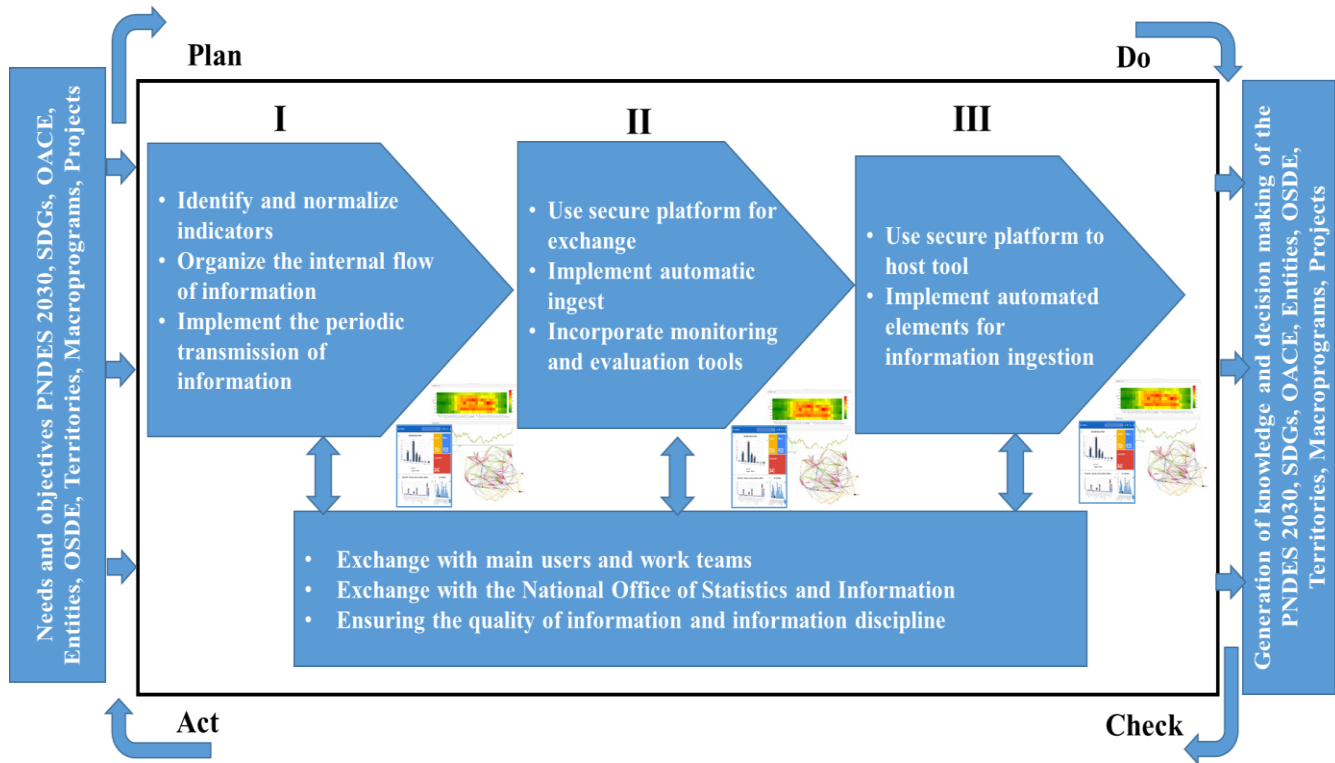 Plan
Do
Needs and objectives PNDES 2030, SDGs, OACE,
Entities, OSDE, Territories, Macroprograms, Projects
I
• Identify and normalize
indicators
• Organize the internal flow
of information
• Implement the periodic
transmission of
information
II
• Use secure platform for
exchange
• Implement automatic
ingest
• Incorporate monitoring
and evaluation tools
III
• Use secure platform to
host tool
• Implement automated
elements for
information ingestion
• Exchange with main users and work teams
• Exchange with the National Office of Statistics and Information
• Ensuring the quality of information and information discipline
Generation of knowledge and decision making of the
PNDES 2030, SDGs, OACE, Entities, OSDE,
Territories, Macroprograms, Projects
Act
Check